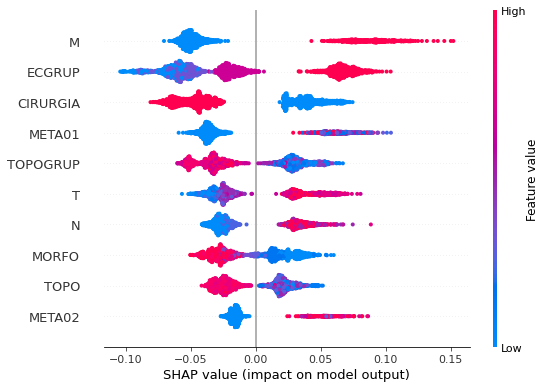 High
M
ECGRUP
CIRURGIA
META01
TOPOGRUP
T
N
MORFO
TOPO
META02
Feature value
Low
−0.10 −0.05 0.00 0.05 0.10 0.15
SHAP value (impact on model output)